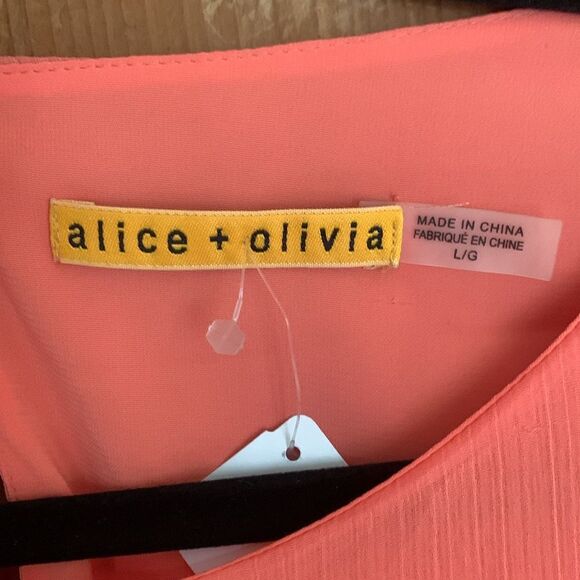 alice + olivia
MADE IN CHINA
FABRIQUÉ EN CHINE
L/G